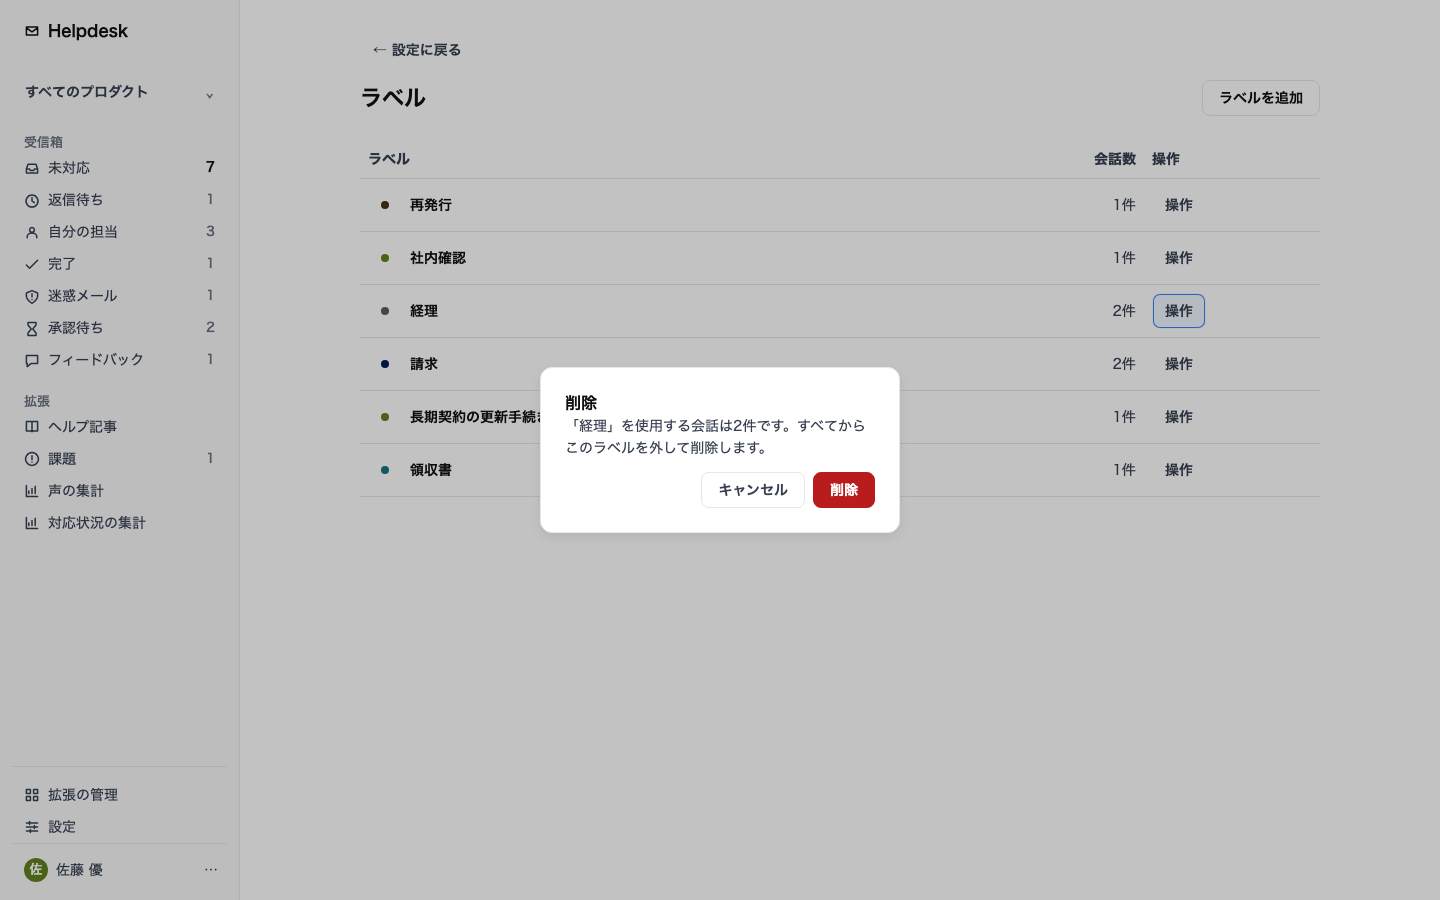 Helpdesk
すべてのプロダクト
受信箱
未対応 7
返信待ち 1
自分の担当 3
完了 1
迷惑メール 1
承認待ち 2
フィードバック 1
拡張
ヘルプ記事
課題 1
声の集計
対応状況の集計
拡張の管理
設定
佐 佐藤 優 …
← 設定に戻る
ラベル
ラベルを追加
ラベル 会話数 操作
再発行 1件 操作
社内確認 1件 操作
経理 2件 操作
請求 2件 操作
長期契約の更新手続 1件 操作
領収書 1件 操作
削除
「経理」を使用する会話は2件です。すべてから
このラベルを外して削除します。
キャンセル 削除